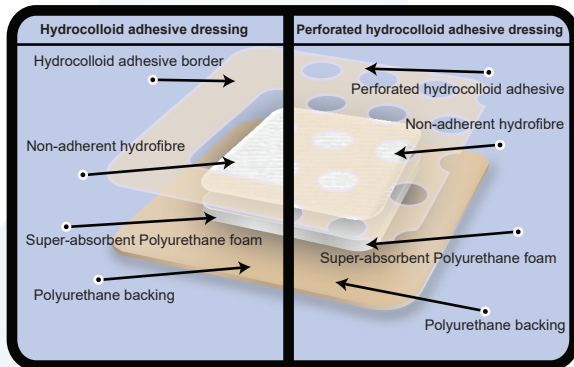 Hydrocolloid adhesive dressing
Hydrocolloid adhesive border
Non-adherent hydrofibre
Super-absorbent Polyurethane foam
Polyurethane backing
Perforated hydrocolloid adhesive dressing
Perforated hydrocolloid adhesive
Non-adherent hydrofibre
Super-absorbent Polyurethane foam
Polyurethane backing